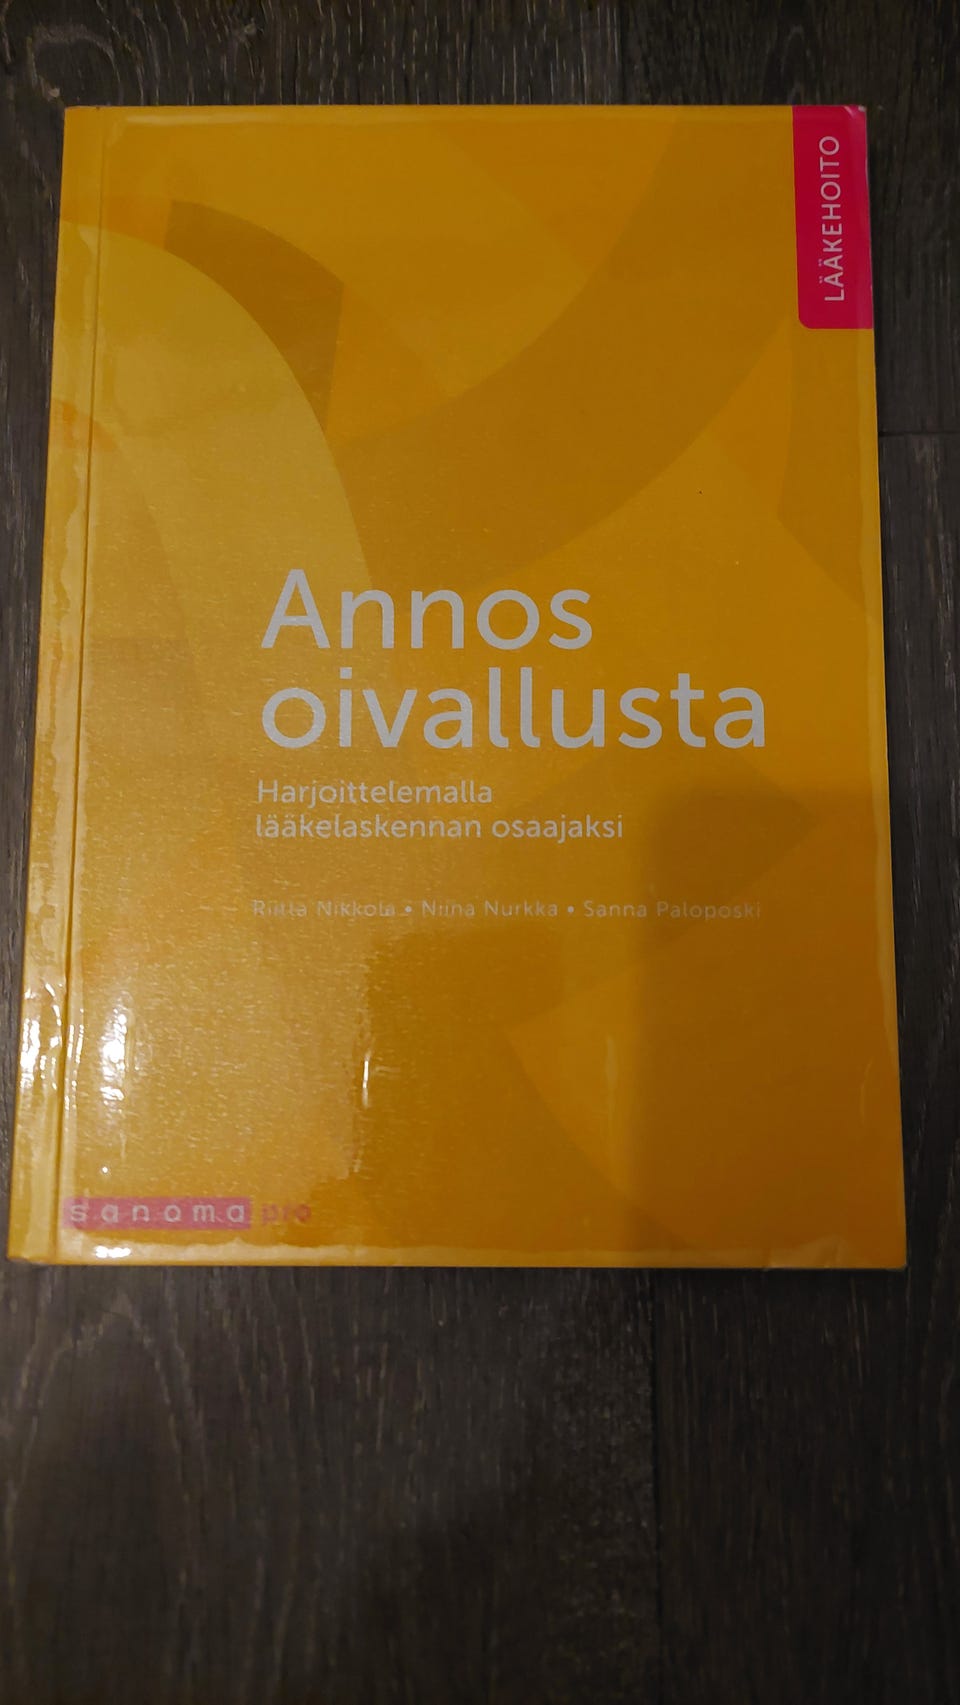 LÄÄKEHOITO
Annos
oivallusta
Harjoittelemalla
lääkelaskennan osaajaksi
Riitta Nikkola • Niina Nurkka • Sanna Paloposki
sanoma pro